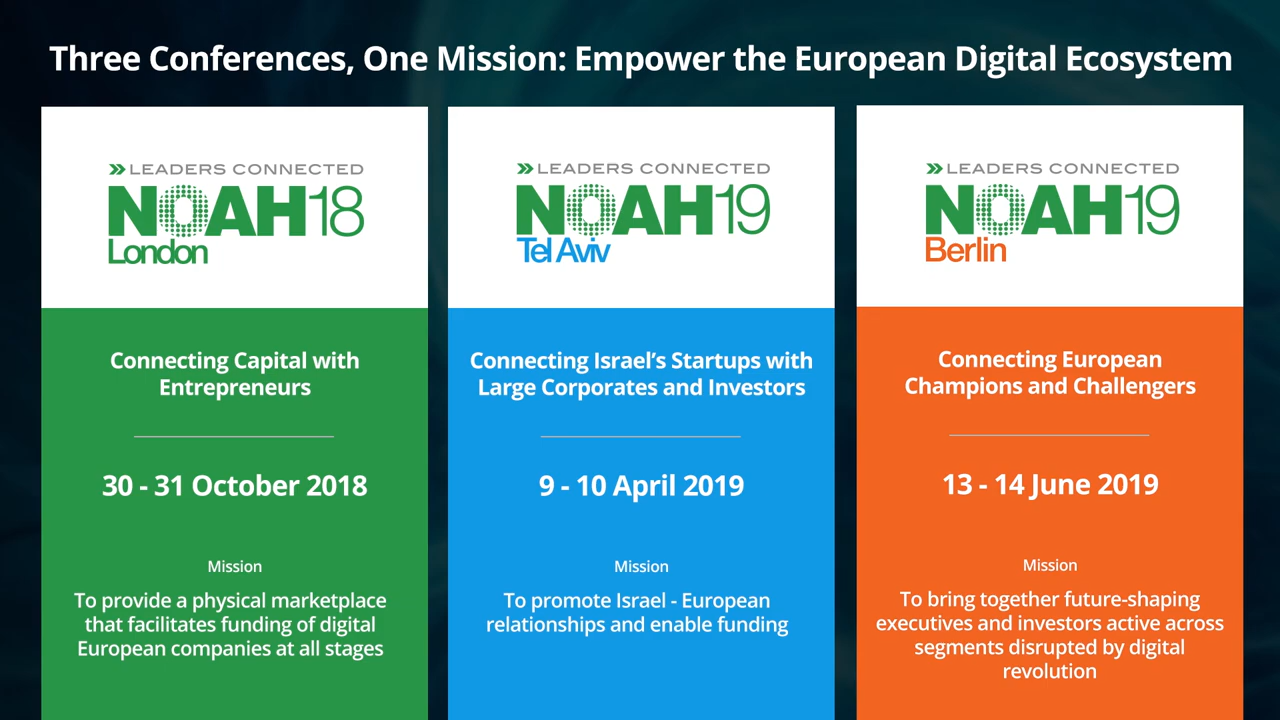 Three Conferences, One Mission: Empower the European Digital Ecosystem
LEADERS CONNECTED
NOAH18
London
Connecting Capital with
Entrepreneurs
30 - 31 October 2018
Mission
To provide a physical marketplace
that facilitates funding of digital
European companies at all stages
LEADERS CONNECTED
NOAH19
Tel Aviv
Connecting Israel’s Startups with
Large Corporates and Investors
9 - 10 April 2019
Mission
To promote Israel - European
relationships and enable funding
LEADERS CONNECTED
NOAH19
Berlin
Connecting European
Champions and Challengers
13 - 14 June 2019
Mission
To bring together future-shaping
executives and investors active across
segments disrupted by digital
revolution